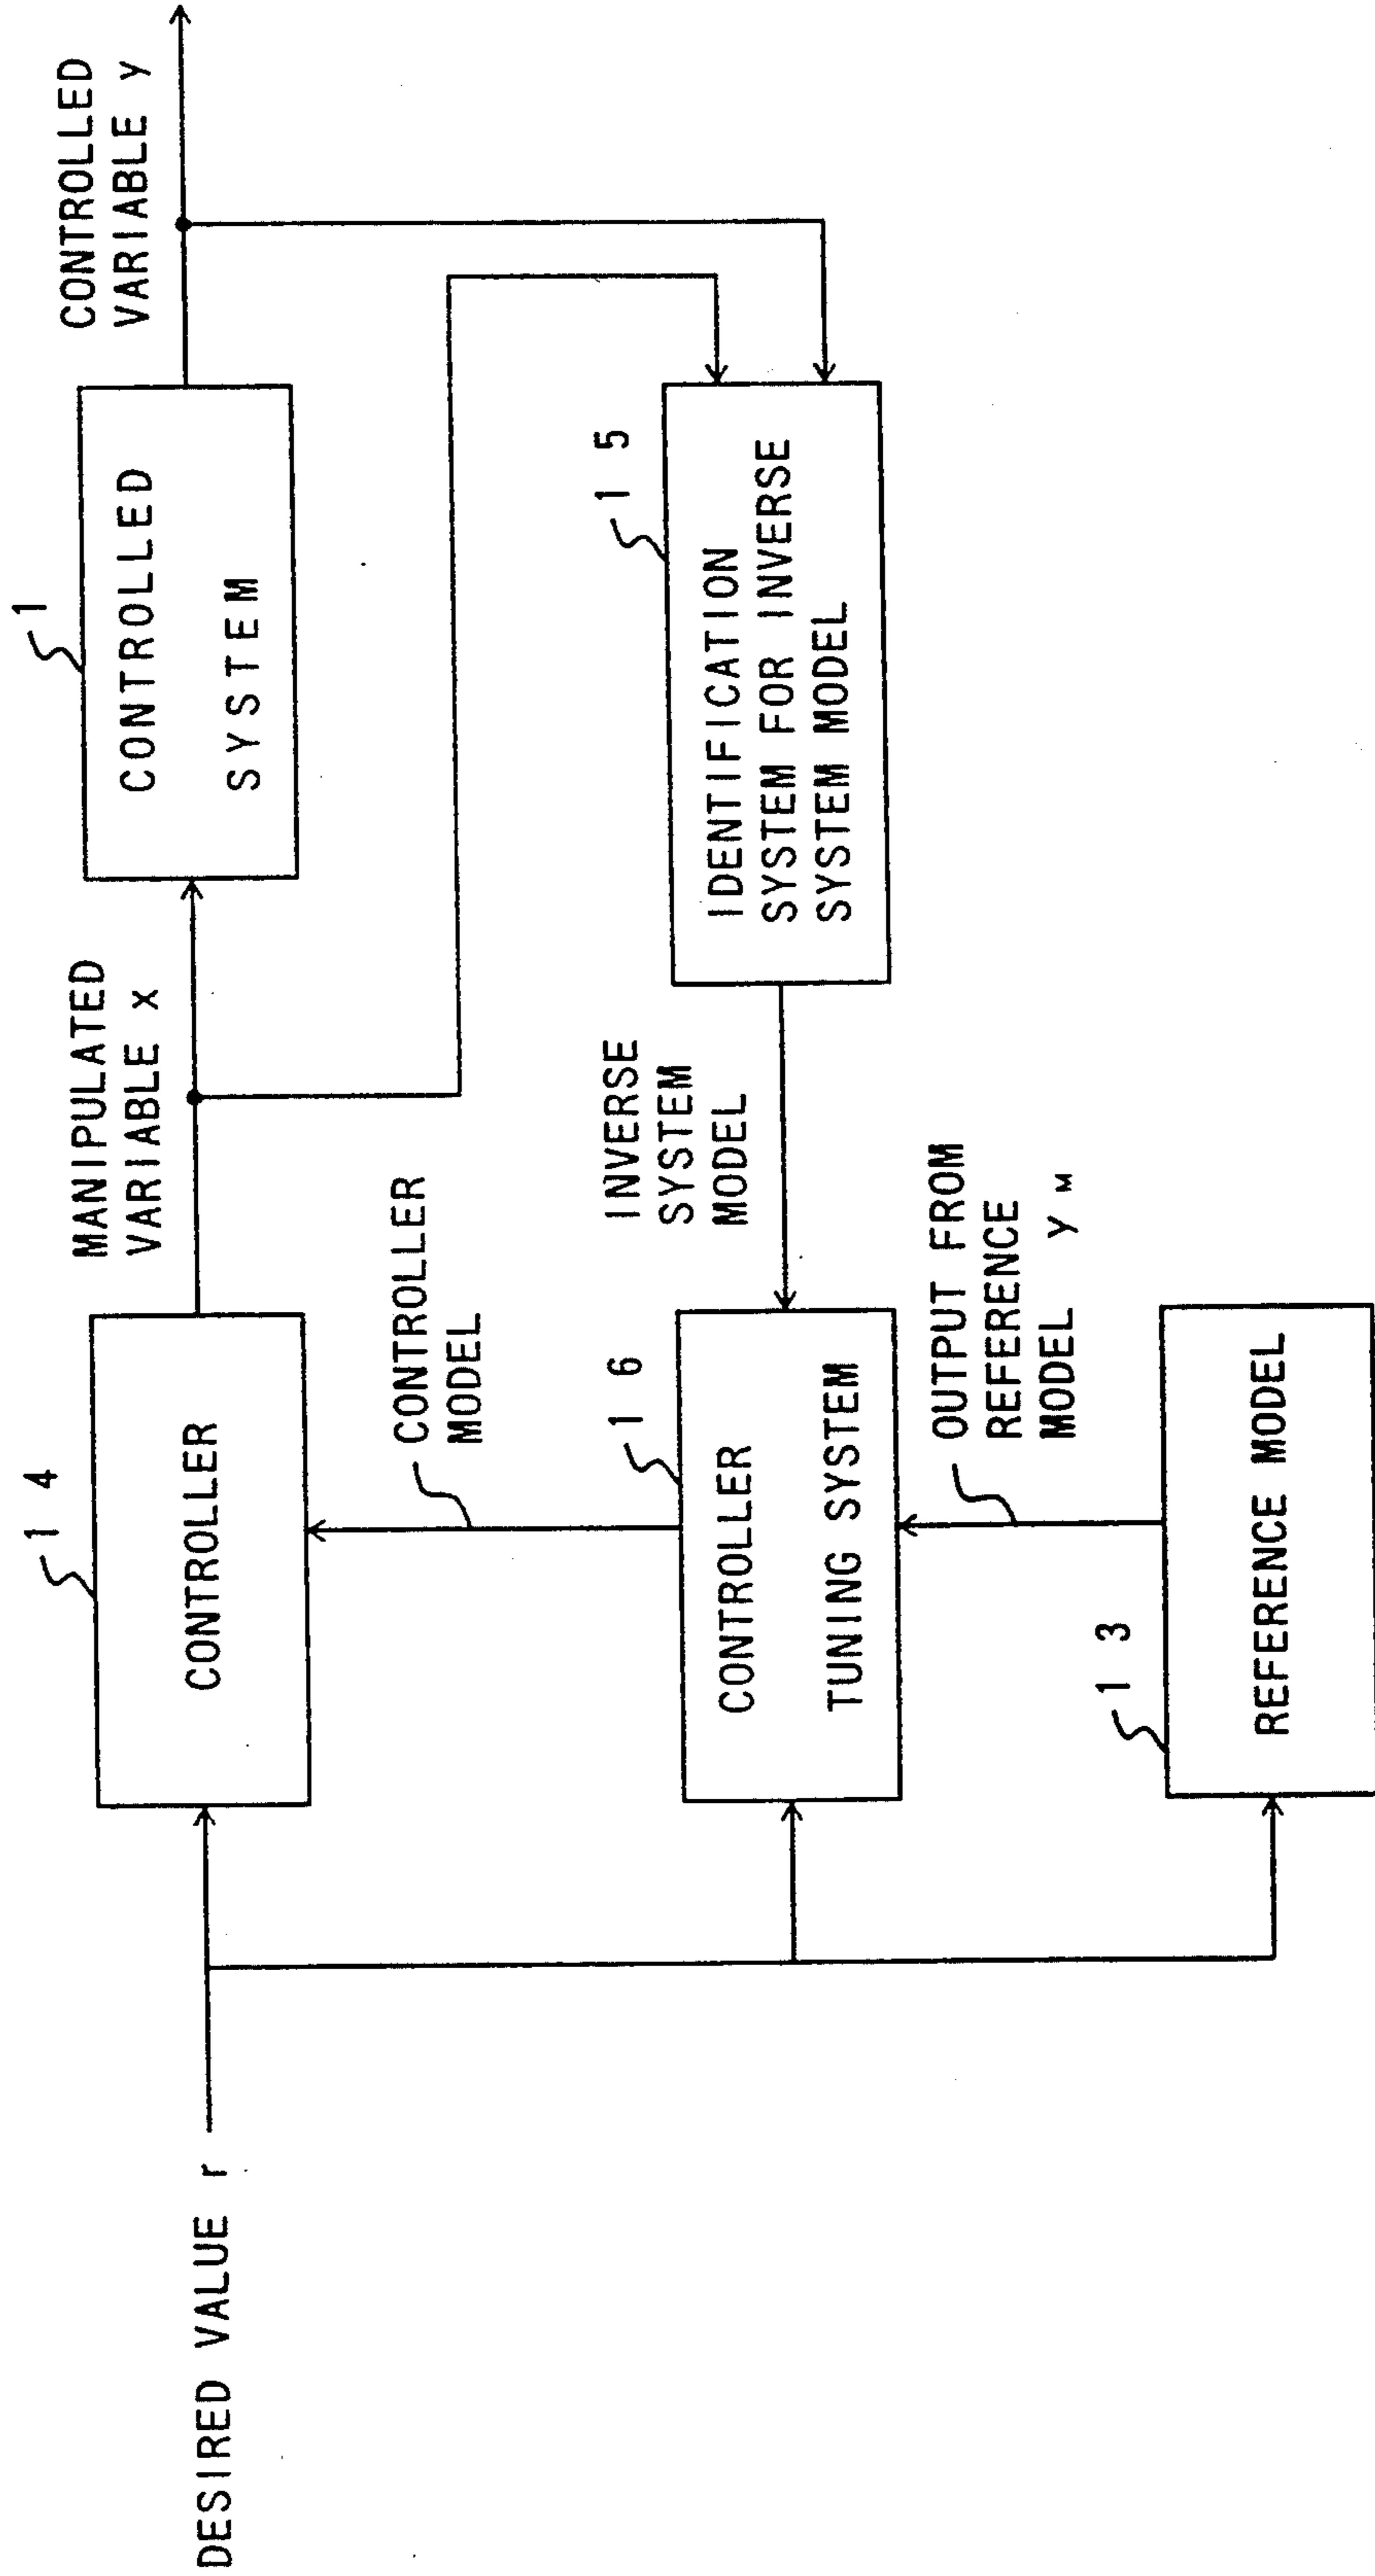 DESIRED VALUE r
1 4
CONTROLLER
MANIPULATED
VARIABLE x
1
CONTROLLED
SYSTEM
CONTROLLED
VARIABLE y
CONTROLLER
MODEL
1 6
CONTROLLER
TUNING SYSTEM
INVERSE
SYSTEM
MODEL
1 5
IDENTIFICATION
SYSTEM FOR INVERSE
SYSTEM MODEL
OUTPUT FROM
REFERENCE
MODEL y M
1 3
REFERENCE MODEL